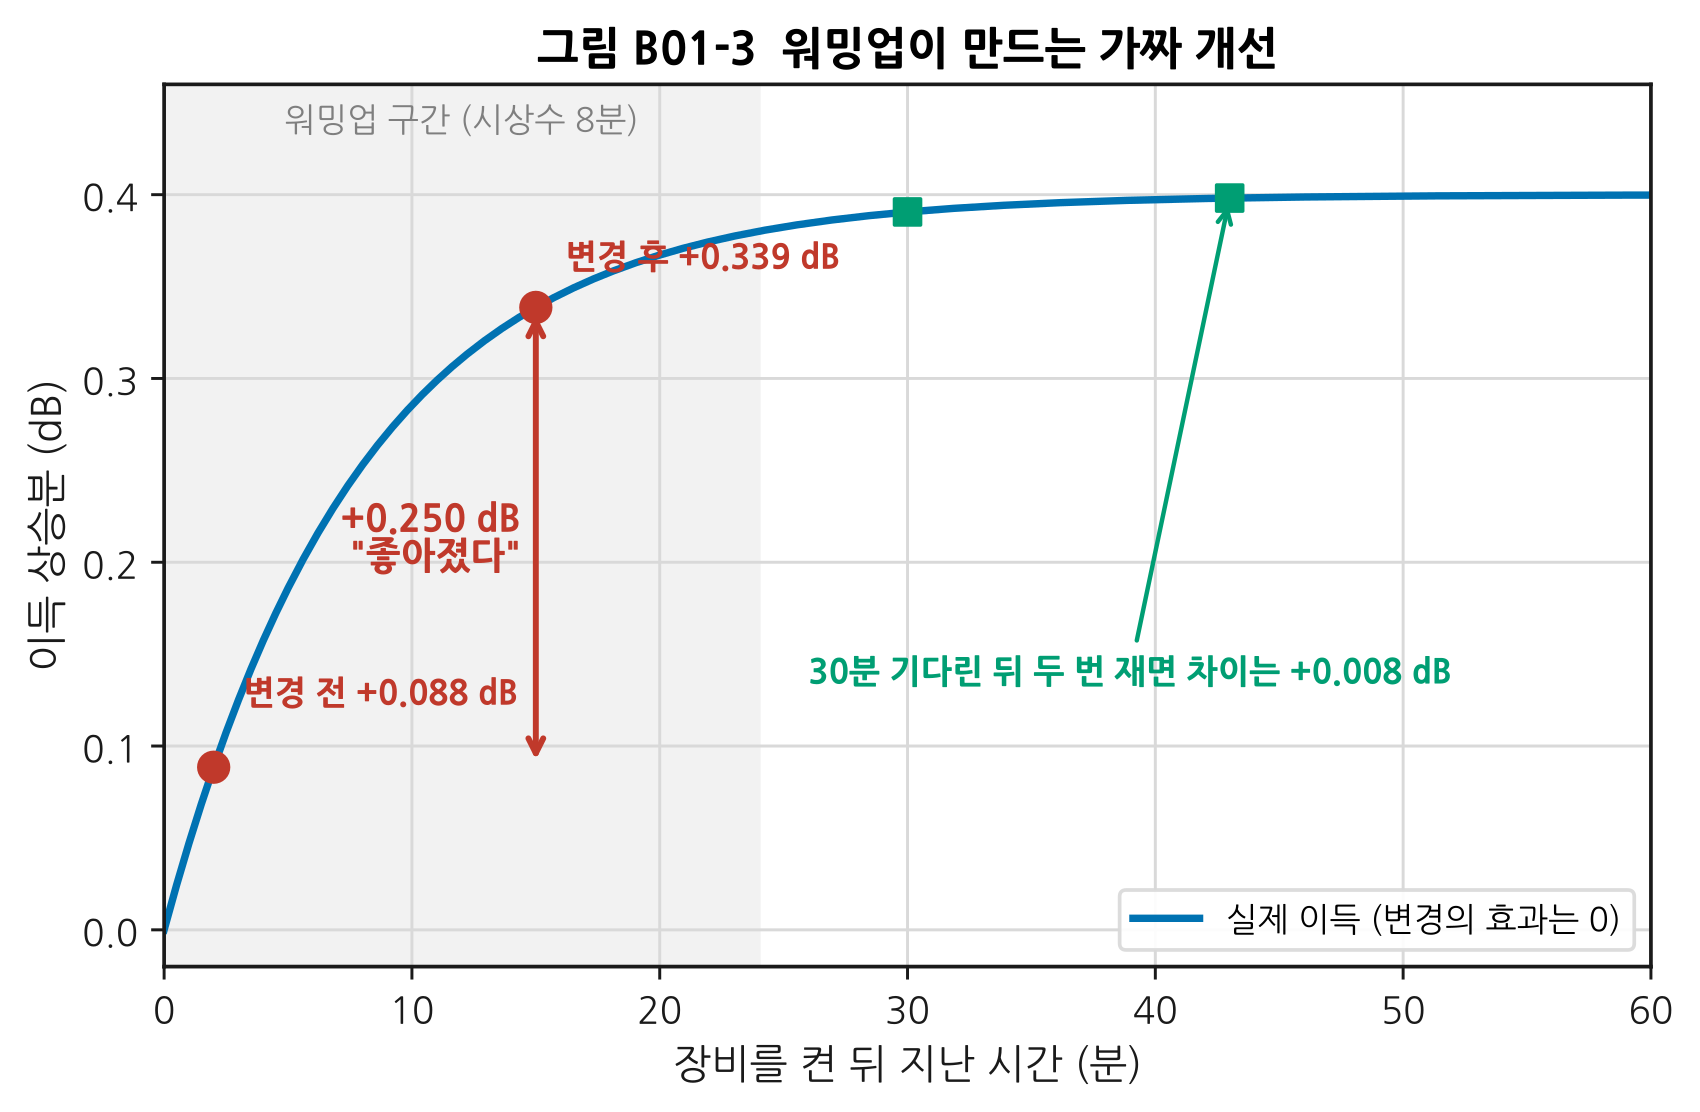 그림 B01-3 워밍업이 만드는 가짜 개선
워밍업 구간 (시상수 8분)
이득 상승분 (dB)
0.4
0.3
0.2
0.1
0.0
변경 후 +0.339 dB
+0.250 dB
"좋아졌다"
변경 전 +0.088 dB
30분 기다린 뒤 두 번 재면 차이는 +0.008 dB
실제 이득 (변경의 효과는 0)
0 10 20 30 40 50 60
장비를 켠 뒤 지난 시간 (분)